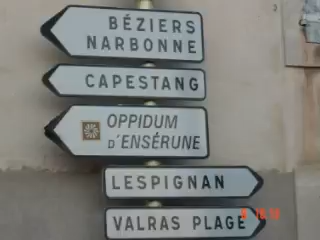 BÉZIERS
NARBONNE
CAPESTANG
OPPIDUM
D'ENSÉRUNE
LESPIGNAN
VALRAS PLAGE